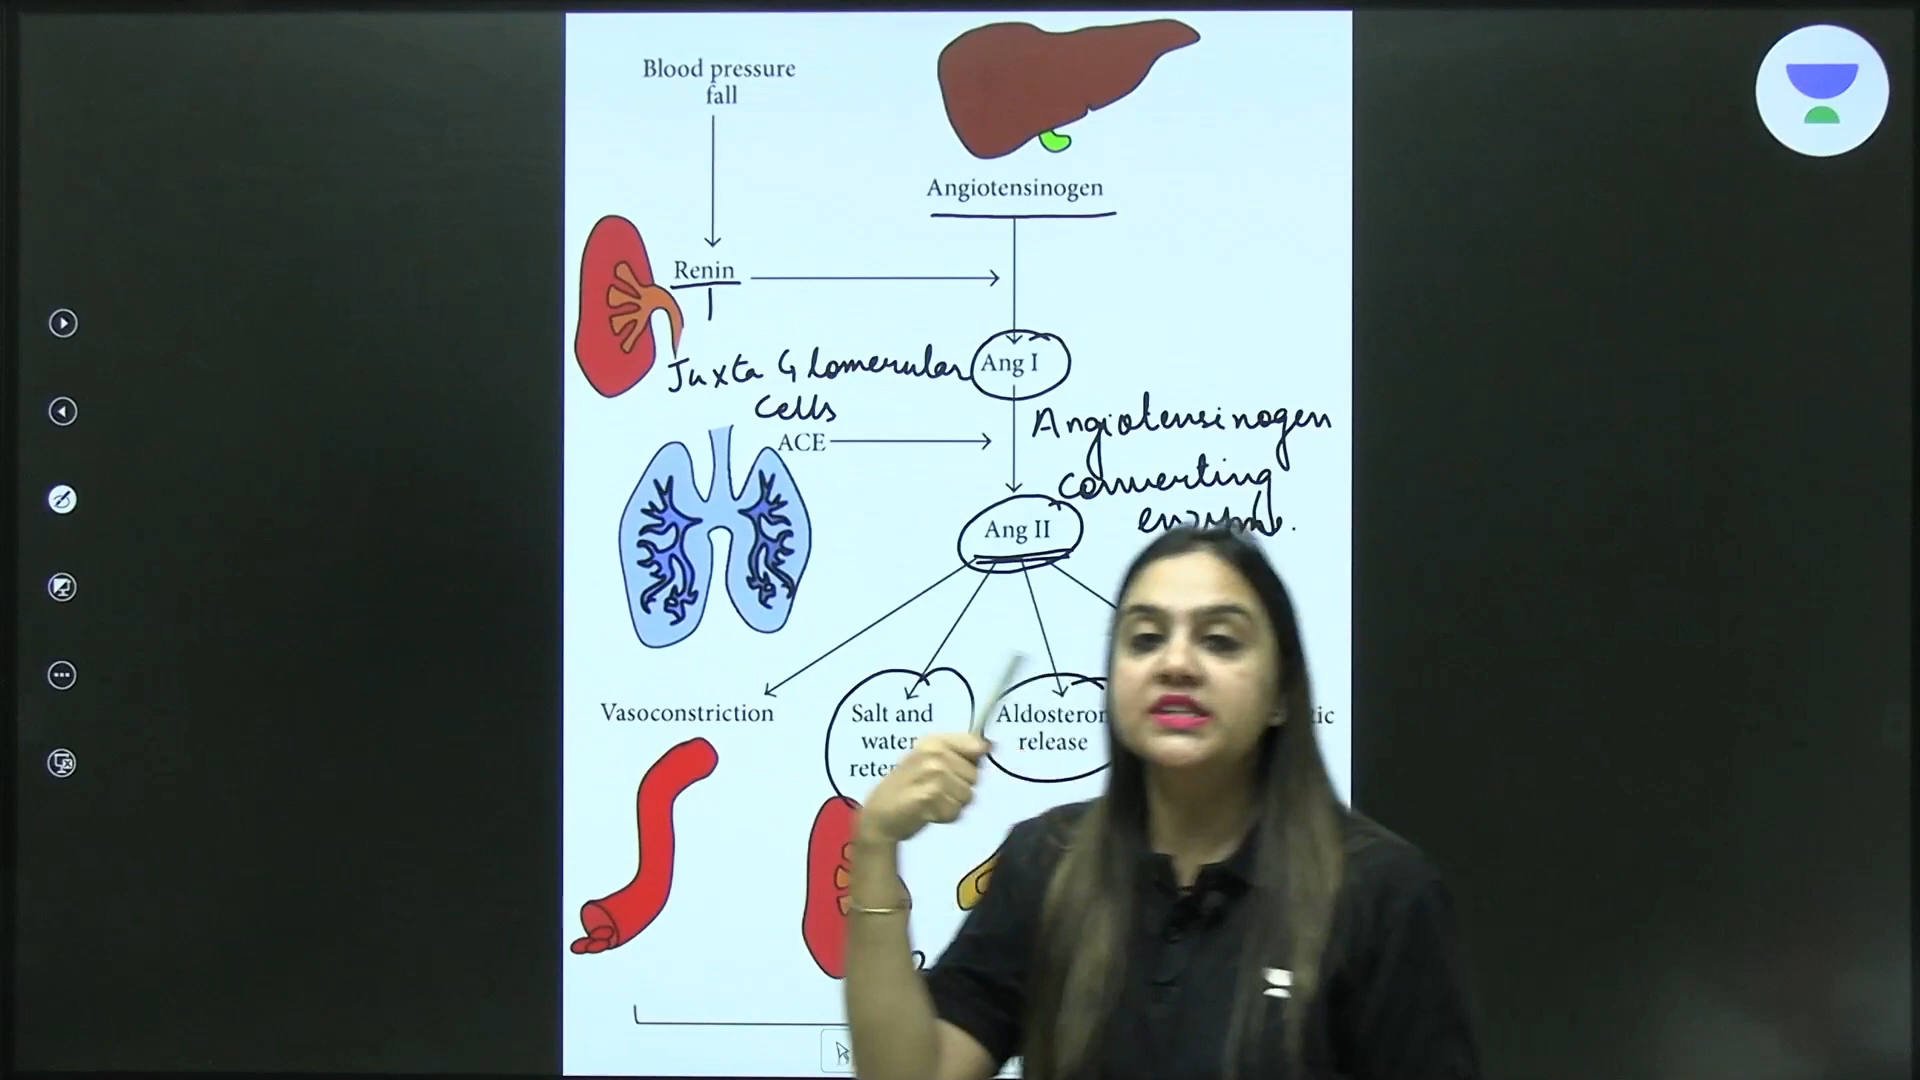 Blood pressure
fall
Angiotensinogen
Renin
Ang I
Juxta Glomerular
cells
ACE
Angiotensinogen
converting
enzyme.
Ang II
Vasoconstriction
Salt and
water
Aldosteron
release